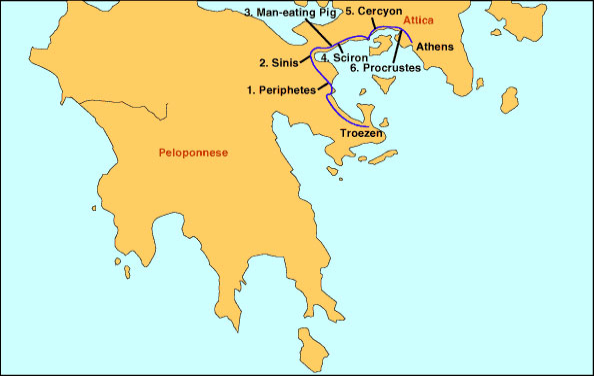 3. Man-eating Pig
5. Cercyon
Attica
Athens
2. Sinis
4. Sciron
6. Procrustes
1. Periphetes
Troezen
Peloponnese